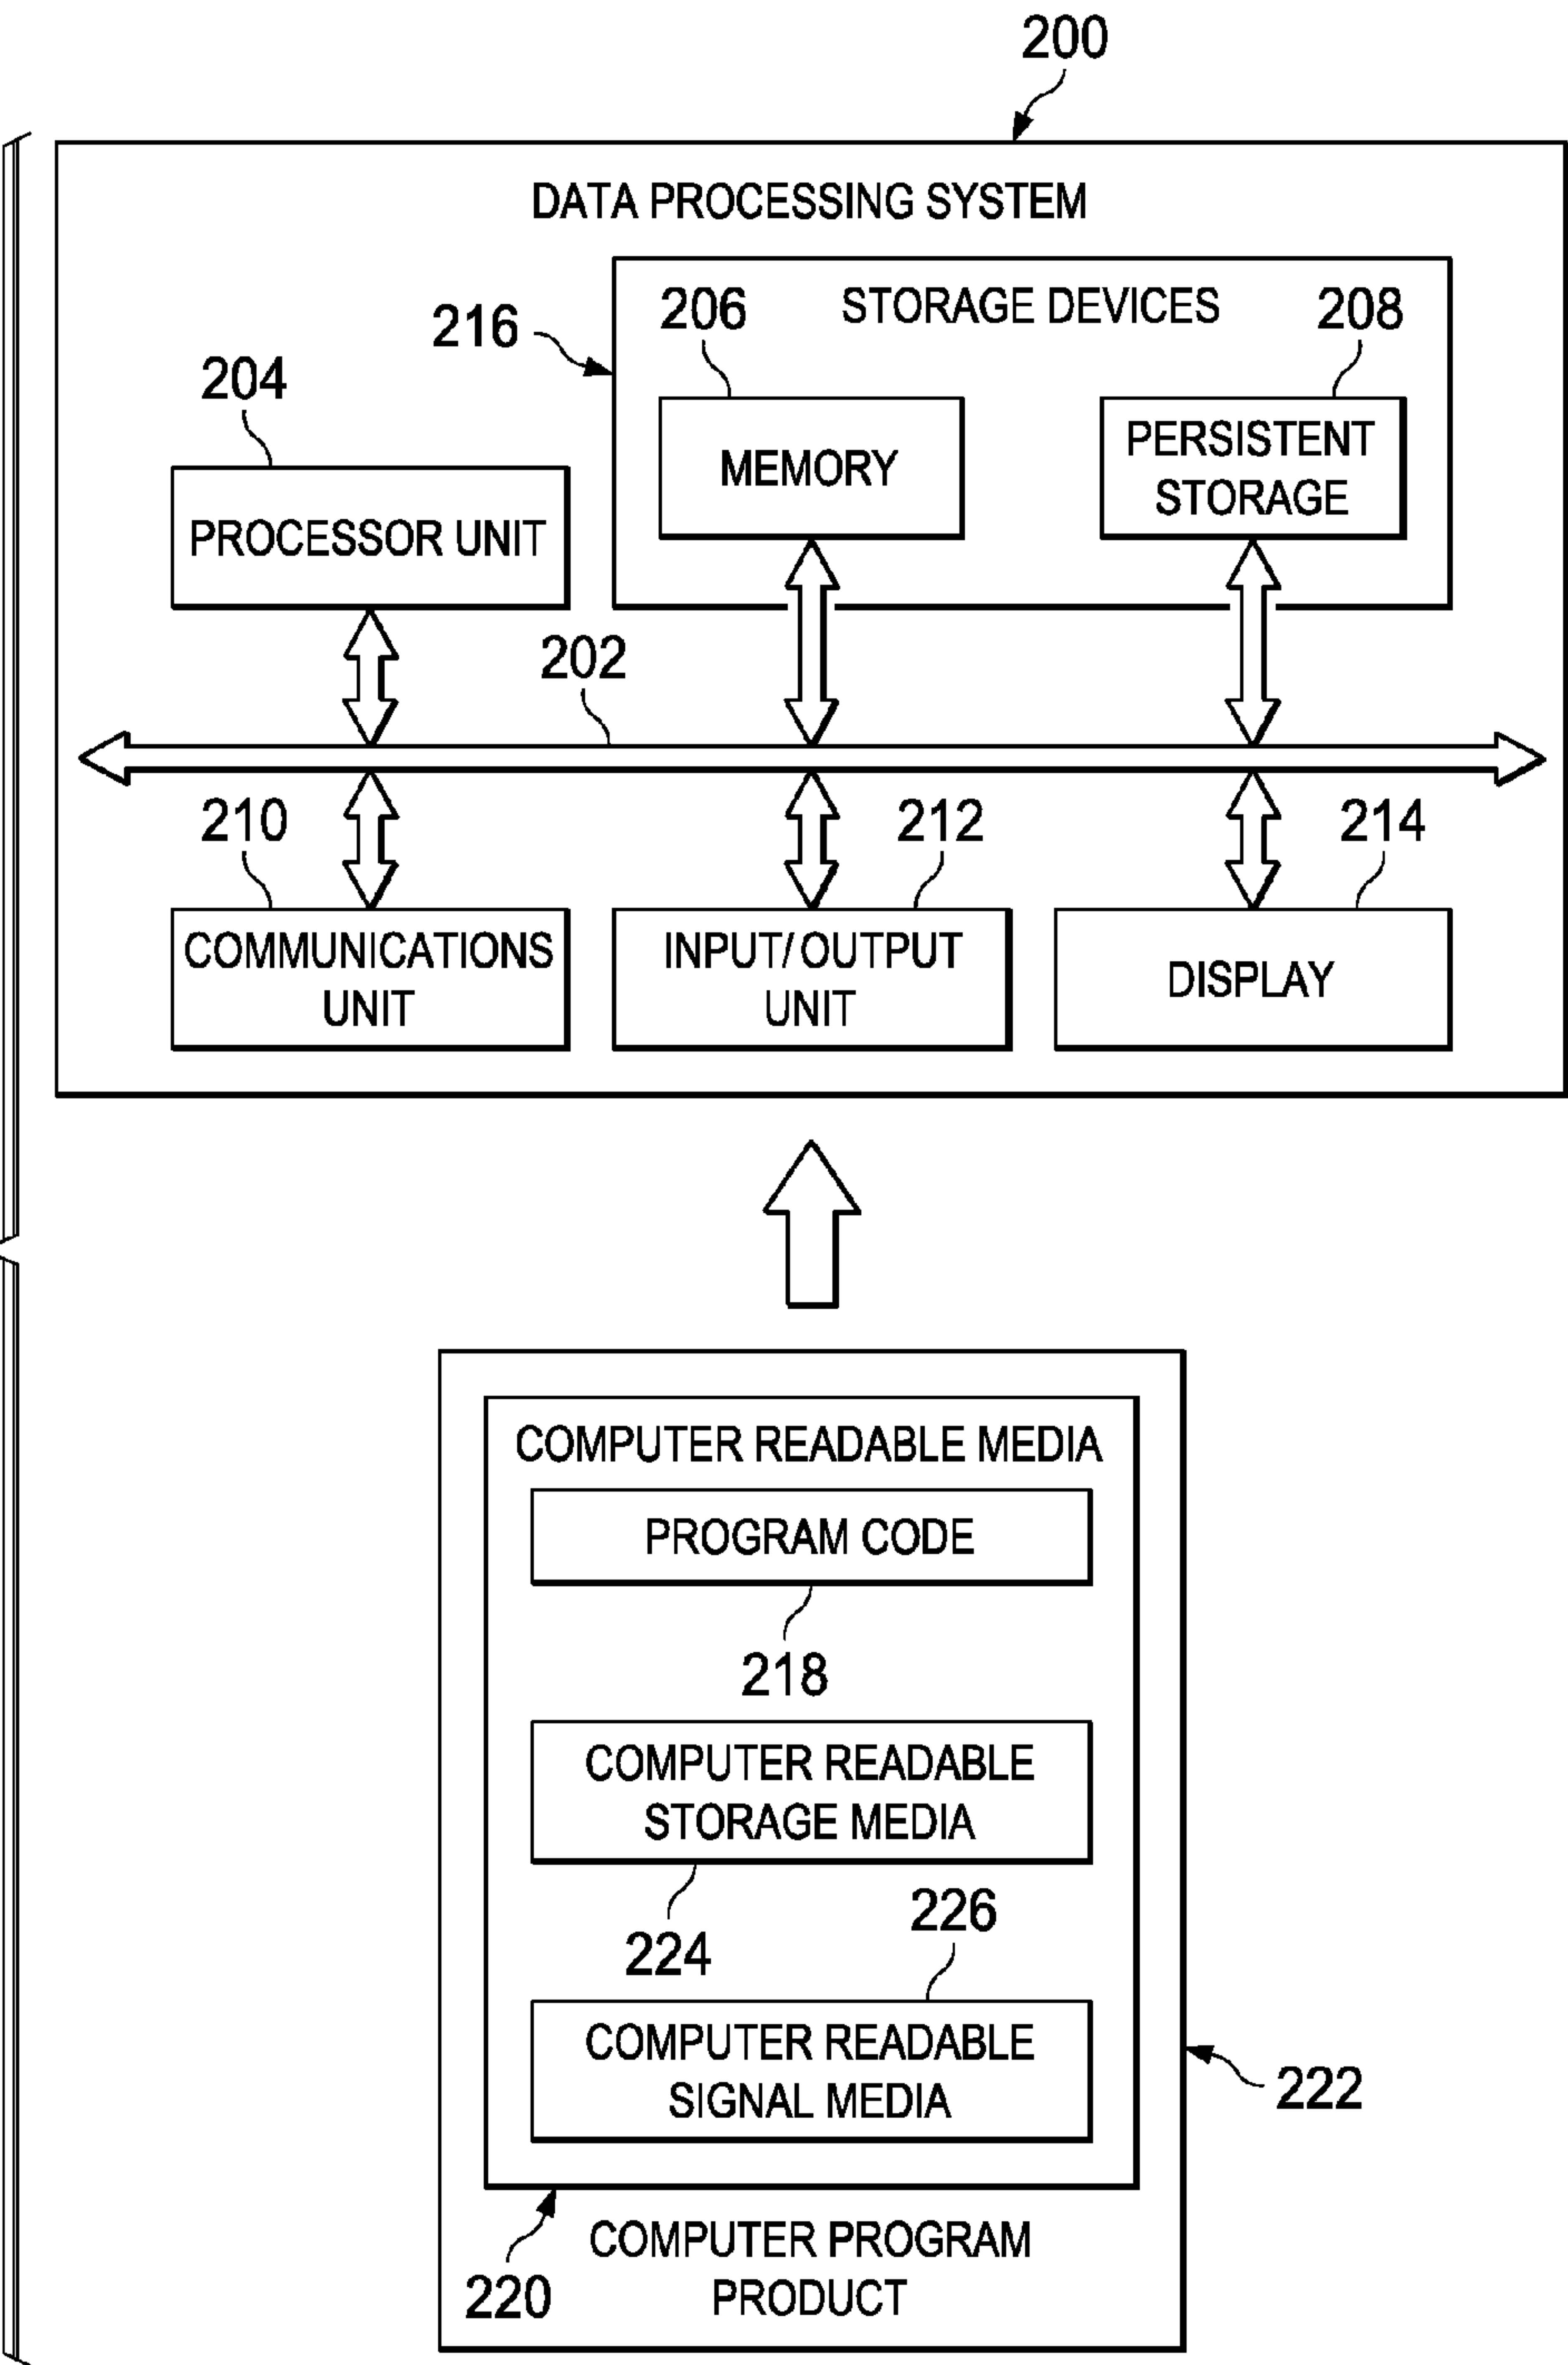 200
DATA PROCESSING SYSTEM
216
206
STORAGE DEVICES
208
204
MEMORY
PERSISTENT
STORAGE
PROCESSOR UNIT
202
210
212
214
COMMUNICATIONS
UNIT
INPUT/OUTPUT
UNIT
DISPLAY
COMPUTER READABLE MEDIA
PROGRAM CODE
218
COMPUTER READABLE
STORAGE MEDIA
224
226
COMPUTER READABLE
SIGNAL MEDIA
222
220
COMPUTER PROGRAM
PRODUCT